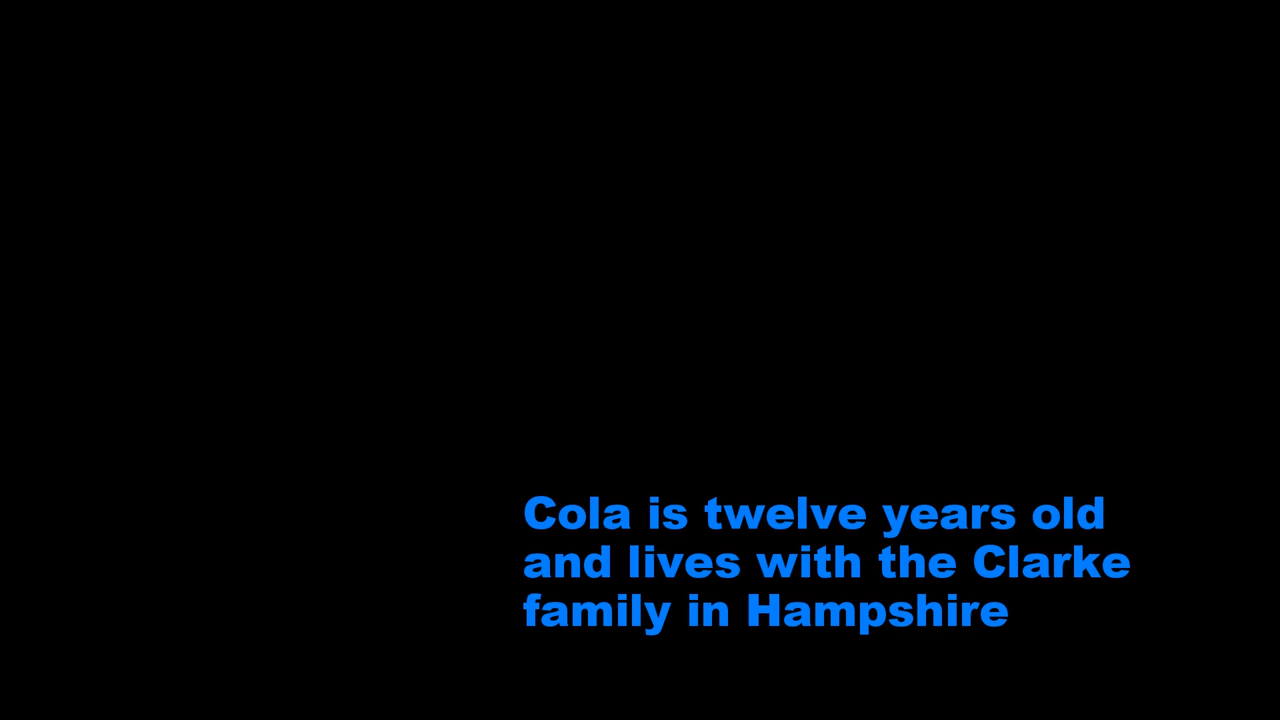 Cola is twelve years old
and lives with the Clarke
family in Hampshire